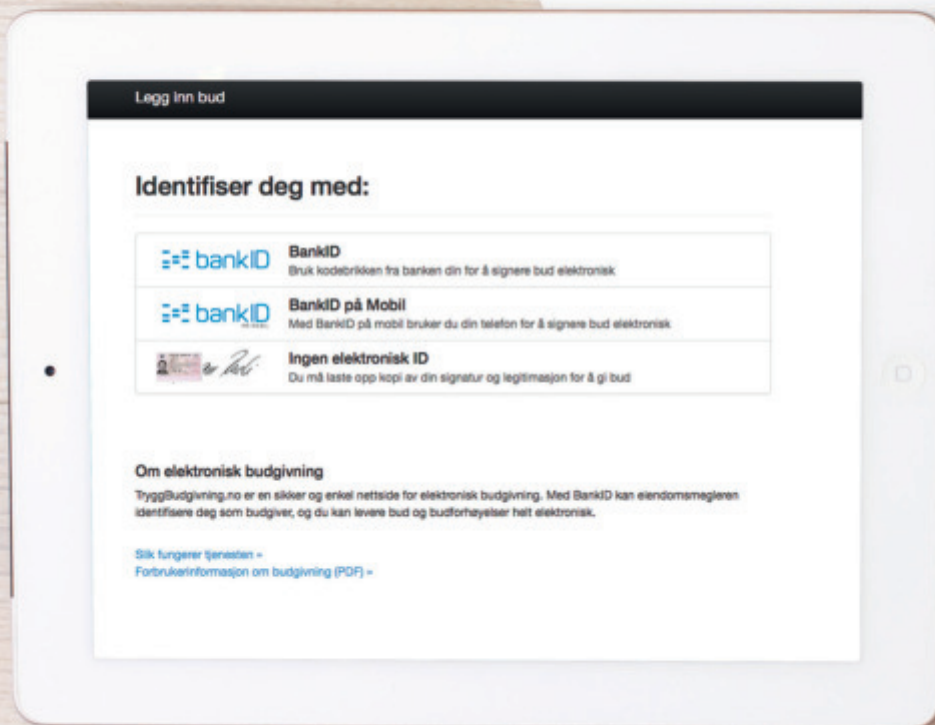 Legg inn bud
Identifiser deg med:
bankID
BankID
Bruk kodebrikken fra banken din for å signere bud elektronisk
bankID
BankID på Mobil
Med BankID på mobil bruker du din telefon for å signere bud elektronisk
Ingen elektronisk ID
Du må laste opp kopi av din signatur og legitimasjon for å gi bud
Om elektronisk budgivning
TryggBudgivning.no er en sikker og enkel nettside for elektronisk budgivning. Med BankID kan eiendomsmegleren
identifisere deg som budgiver, og du kan levere bud og budforhøyelser helt elektronisk.
Slik fungerer tjenesten »
Forbrukerinformasjon om budgivning (PDF) »